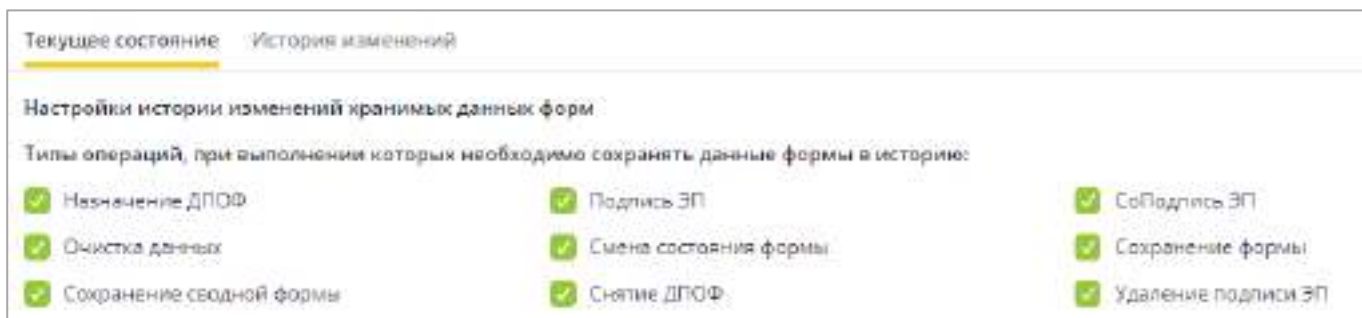 Текущее состояние История изменений
Настройки истории изменений хранимых данных форм
Типы операций, при выполнении которых необходимо сохранять данные формы в историю:
Назначение ДПОФ Подпись ЭП СоПодпись ЭП
Очистка данных Смена состояния формы Сохранение формы
Сохранение сводной формы Снятие ДПОФ Удаление подписи ЭП